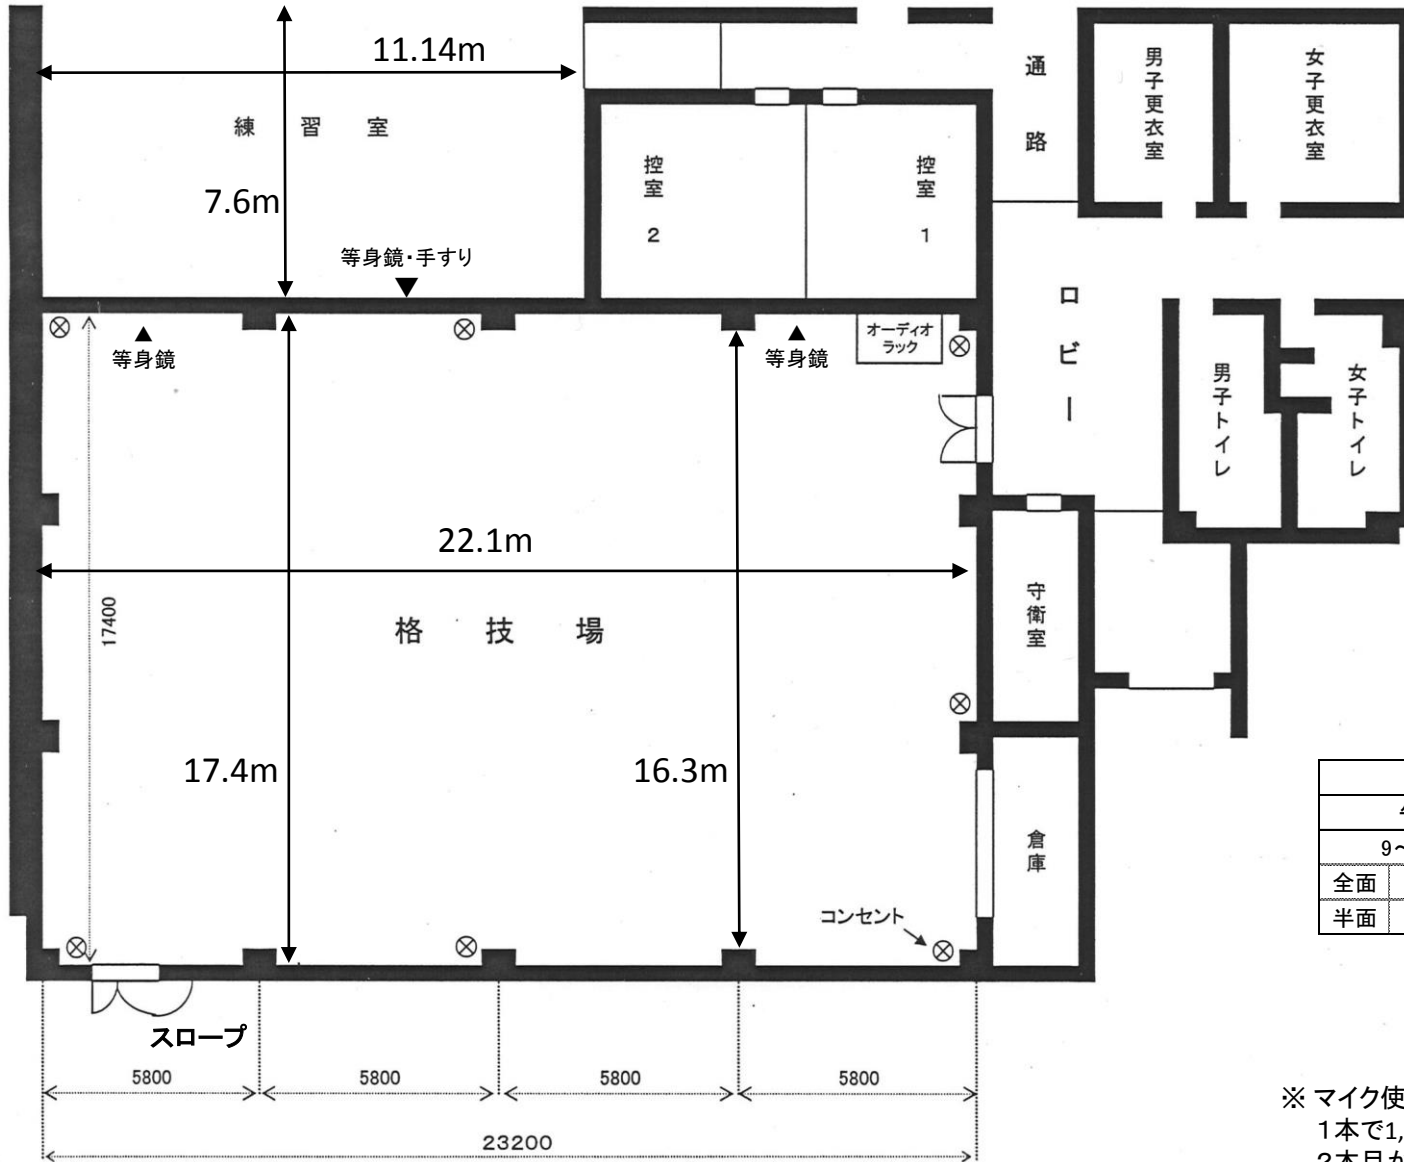 11.14m
練 習 室
7.6m
等身鏡・手すり
控室 2
控室 1
通路
男子更衣室
女子更衣室
等身鏡
等身鏡
オーディオ
ラック
ロビー
男子トイレ
女子トイレ
22.1m
17400
格 技 場
守衛室
17.4m
16.3m
倉庫
コンセント
9~
全面
半面
スロープ
5800
5800
5800
5800
23200
※ マイク使
１本で1,